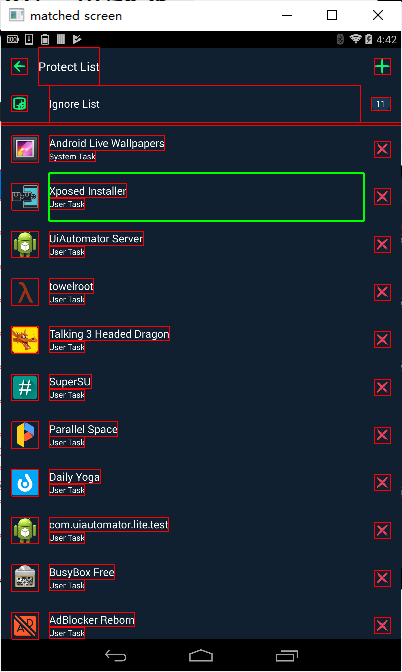 matched screen
4:42
Protect List
Ignore List
11
Android Live Wallpapers
System Task
Xposed Installer
User Task
UiAutomator Server
User Task
towelroot
User Task
Talking 3 Headed Dragon
User Task
SuperSU
User Task
Parallel Space
User Task
Daily Yoga
User Task
com.uiautomator.lite.test
User Task
BusyBox Free
User Task
AdBlocker Reborn
User Task